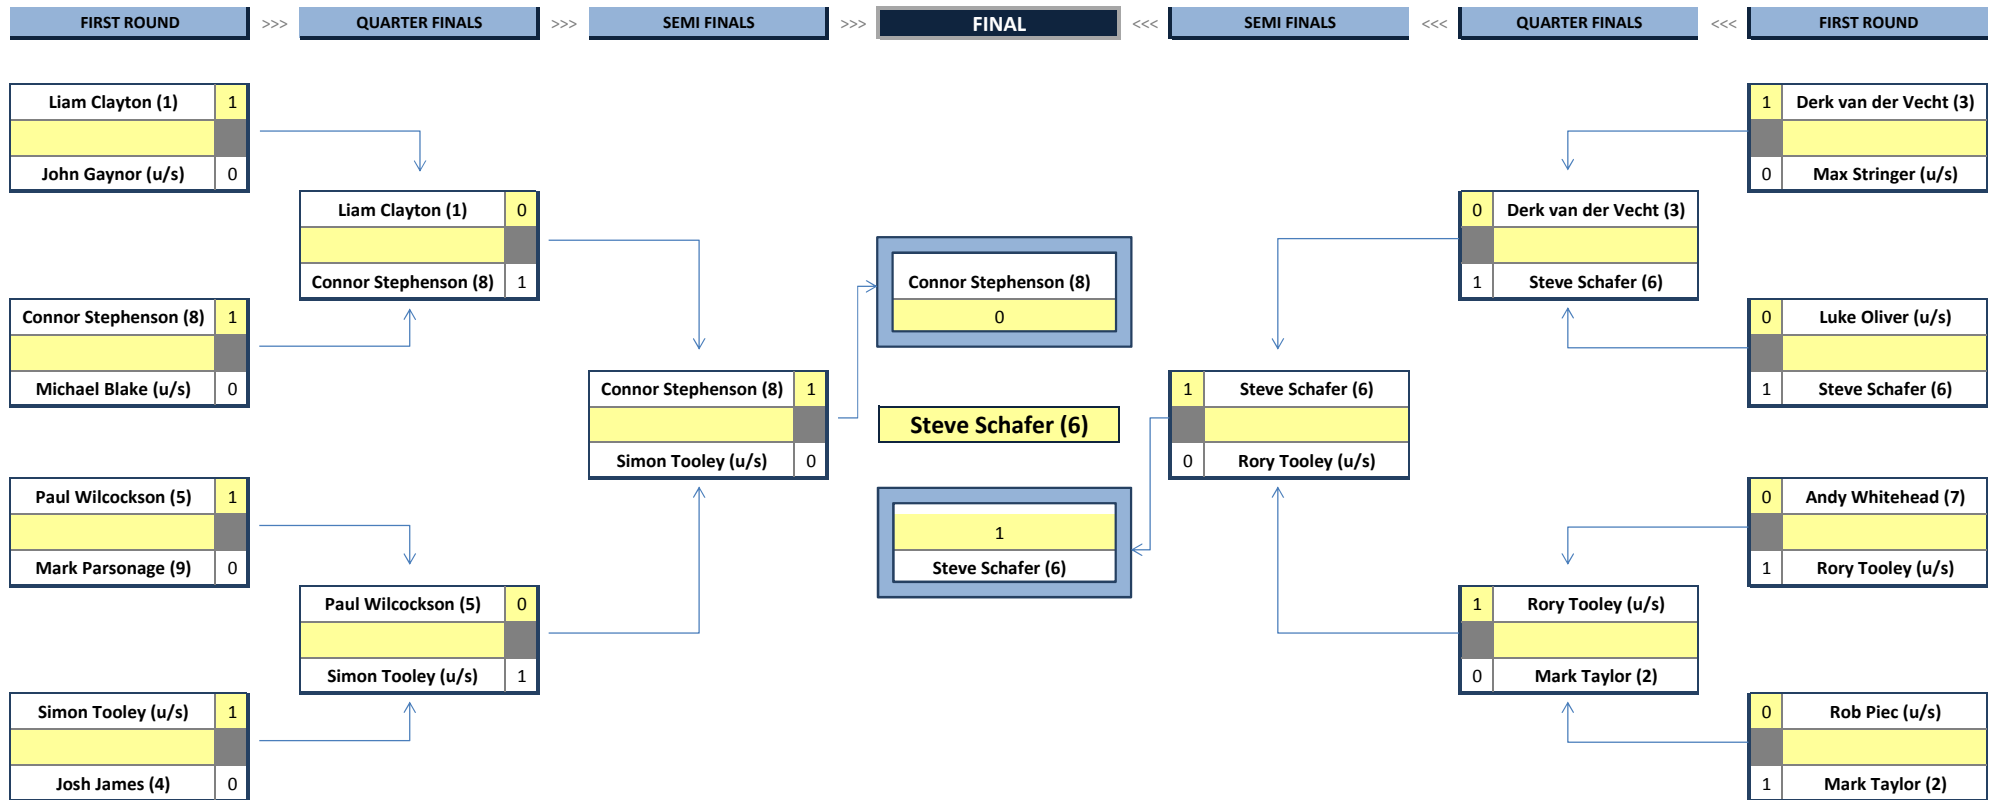 FIRST ROUND >>> QUARTER FINALS >>> SEMI FINALS >>> FINAL <<< SEMI FINALS <<< QUARTER FINALS <<< FIRST ROUND
Liam Clayton (1) 1
John Gaynor (u/s) 0
Connor Stephenson (8) 1
Michael Blake (u/s) 0
Paul Wilcockson (5) 1
Mark Parsonage (9) 0
Simon Tooley (u/s) 1
Josh James (4) 0
Liam Clayton (1) 0
Connor Stephenson (8) 1
Paul Wilcockson (5) 0
Simon Tooley (u/s) 1
Connor Stephenson (8) 1
Simon Tooley (u/s) 0
Connor Stephenson (8)
0
Steve Schafer (6)
1
Steve Schafer (6)
1 Steve Schafer (6)
0 Rory Tooley (u/s)
0 Derk van der Vecht (3)
1 Steve Schafer (6)
1 Rory Tooley (u/s)
0 Mark Taylor (2)
1 Derk van der Vecht (3)
0 Max Stringer (u/s)
0 Luke Oliver (u/s)
1 Steve Schafer (6)
0 Andy Whitehead (7)
1 Rory Tooley (u/s)
0 Rob Piec (u/s)
1 Mark Taylor (2)